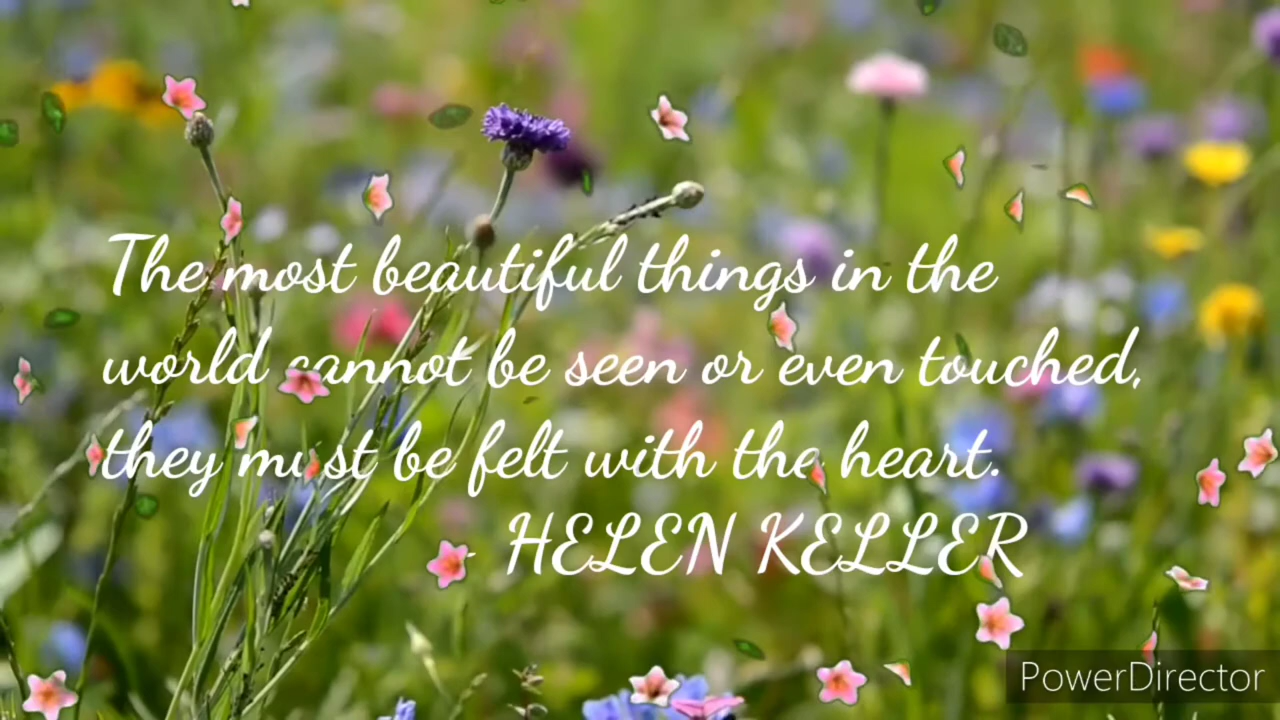 The most beautiful things in the
world cannot be seen or even touched,
they must be felt with the heart.
HELEN KELLER
PowerDirector